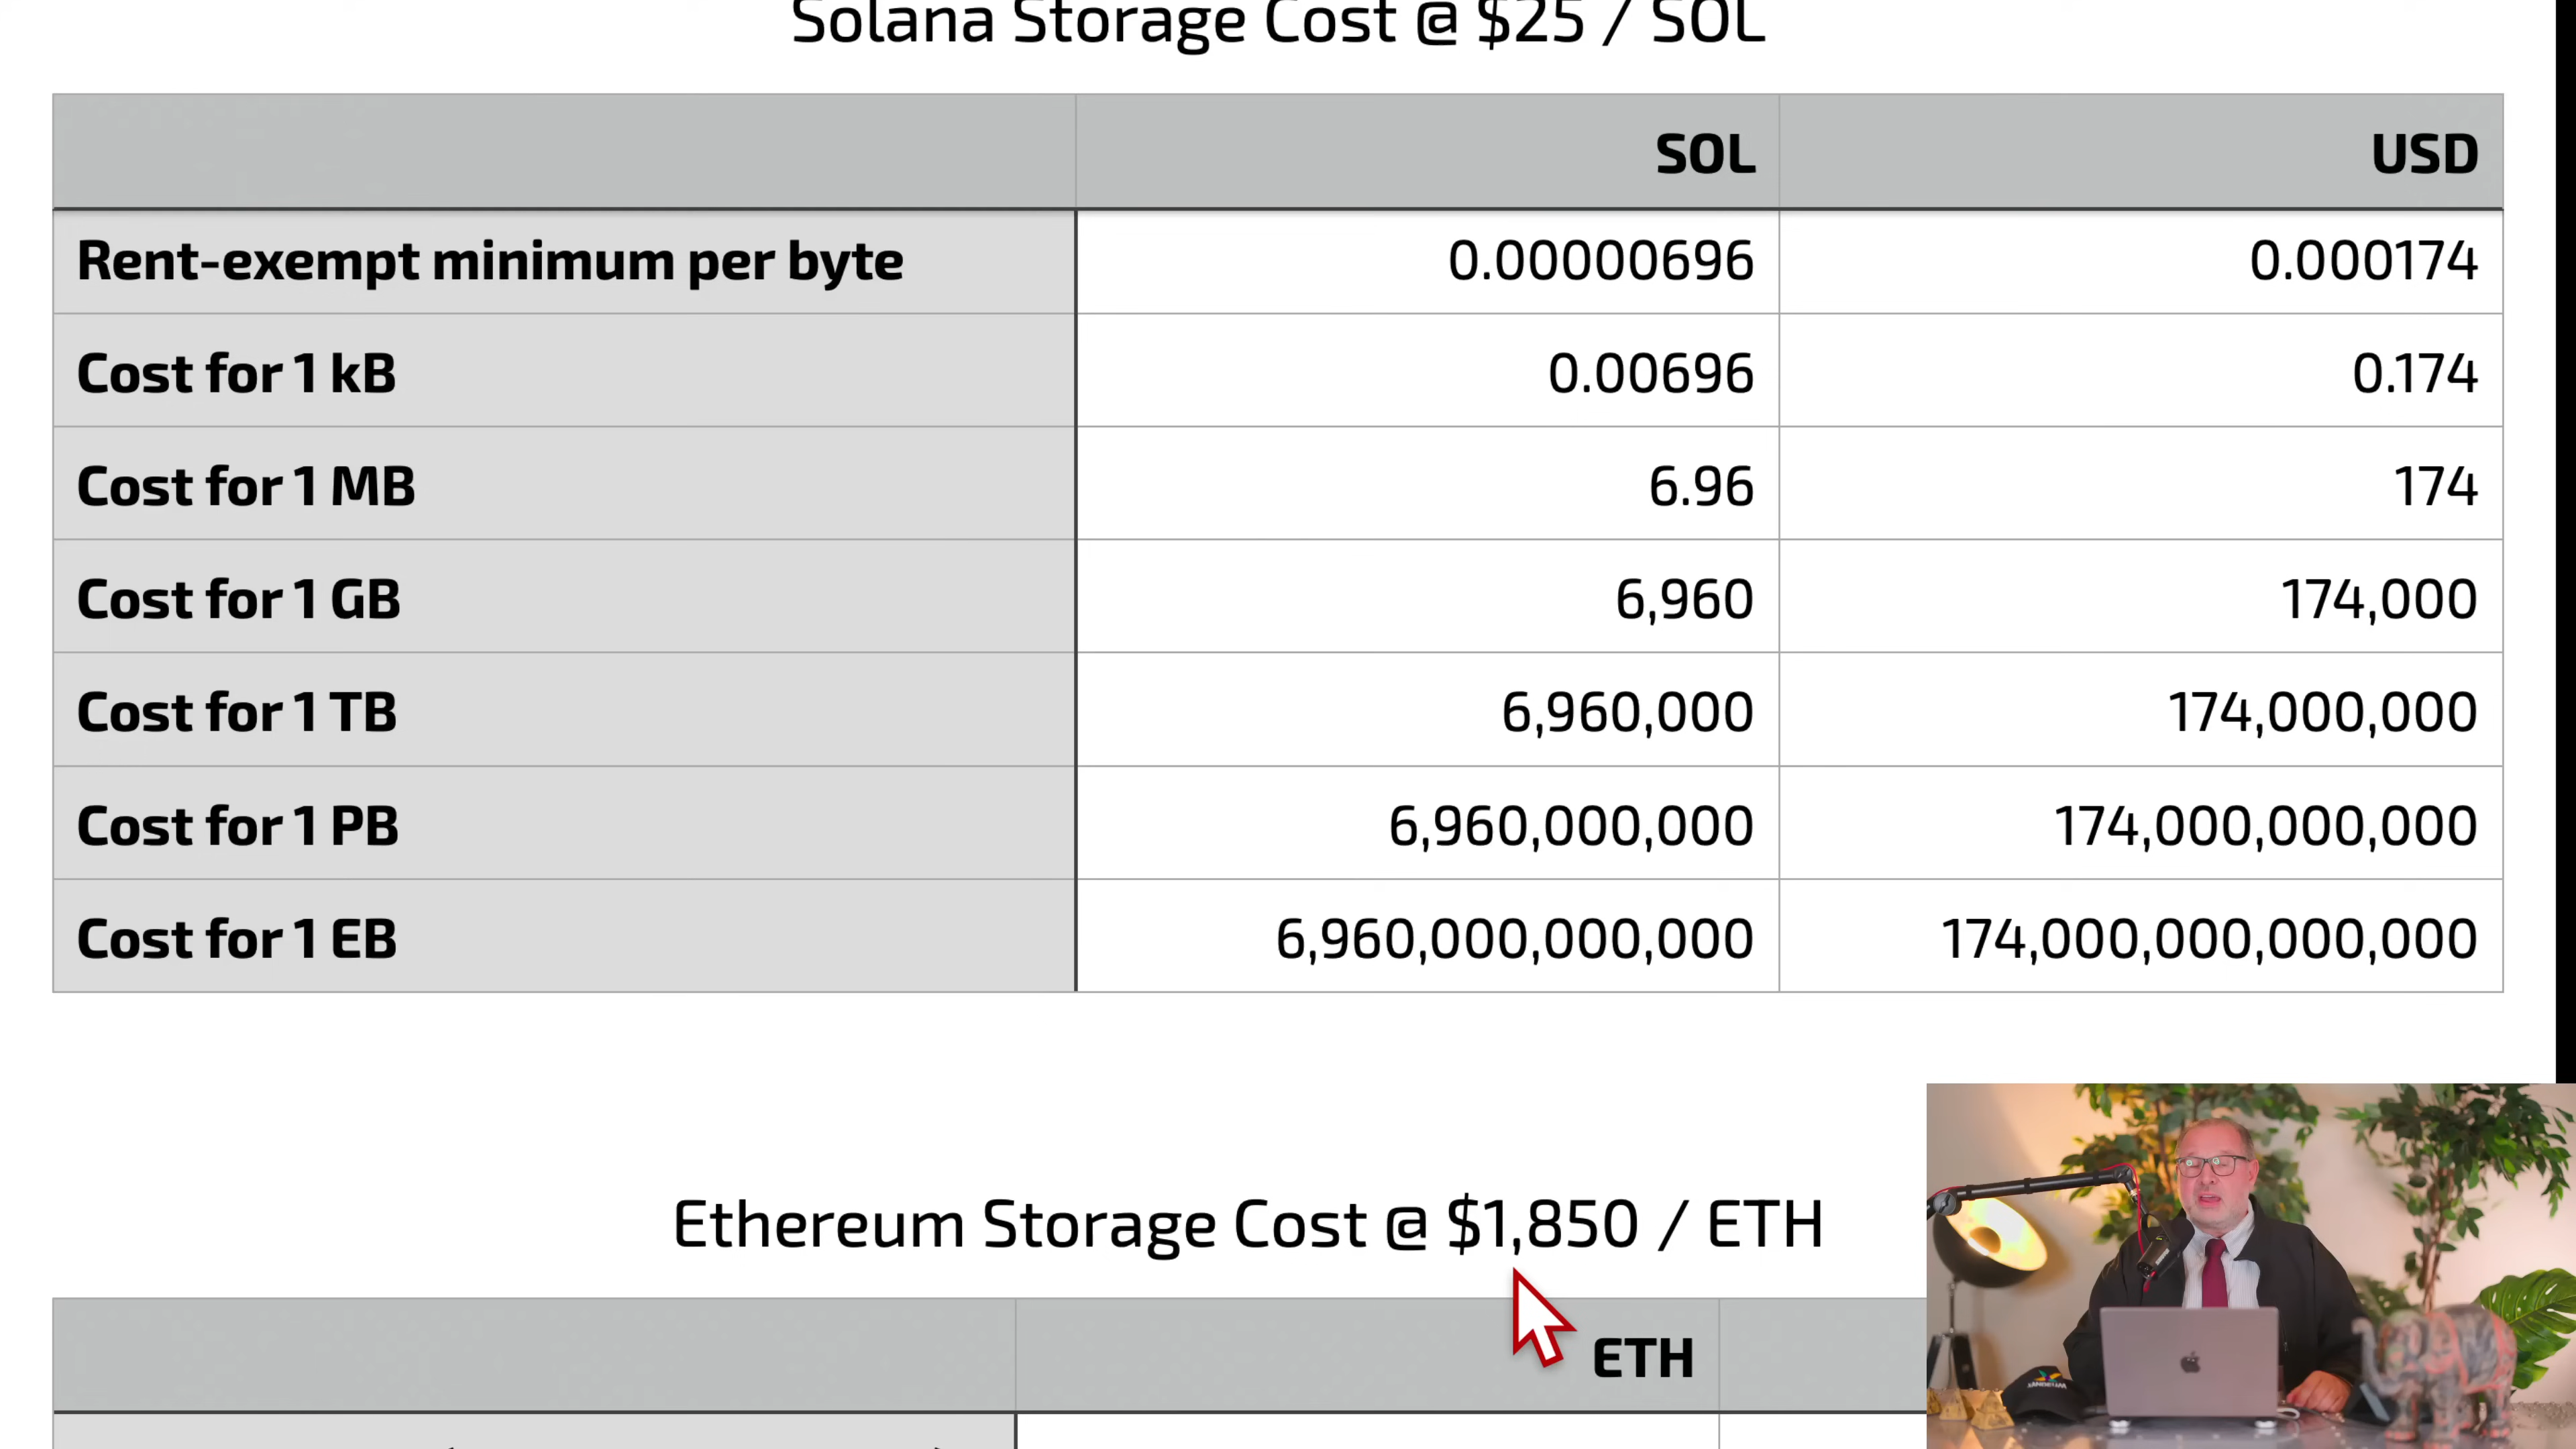 Solana Storage Cost @ $25 / SOL
SOL USD
Rent-exempt minimum per byte 0.00000696 0.000174
Cost for 1 kB 0.00696 0.174
Cost for 1 MB 6.96 174
Cost for 1 GB 6,960 174,000
Cost for 1 TB 6,960,000 174,000,000
Cost for 1 PB 6,960,000,000 174,000,000,000
Cost for 1 EB 6,960,000,000,000 174,000,000,000,000
Ethereum Storage Cost @ $1,850 / ETH
ETH